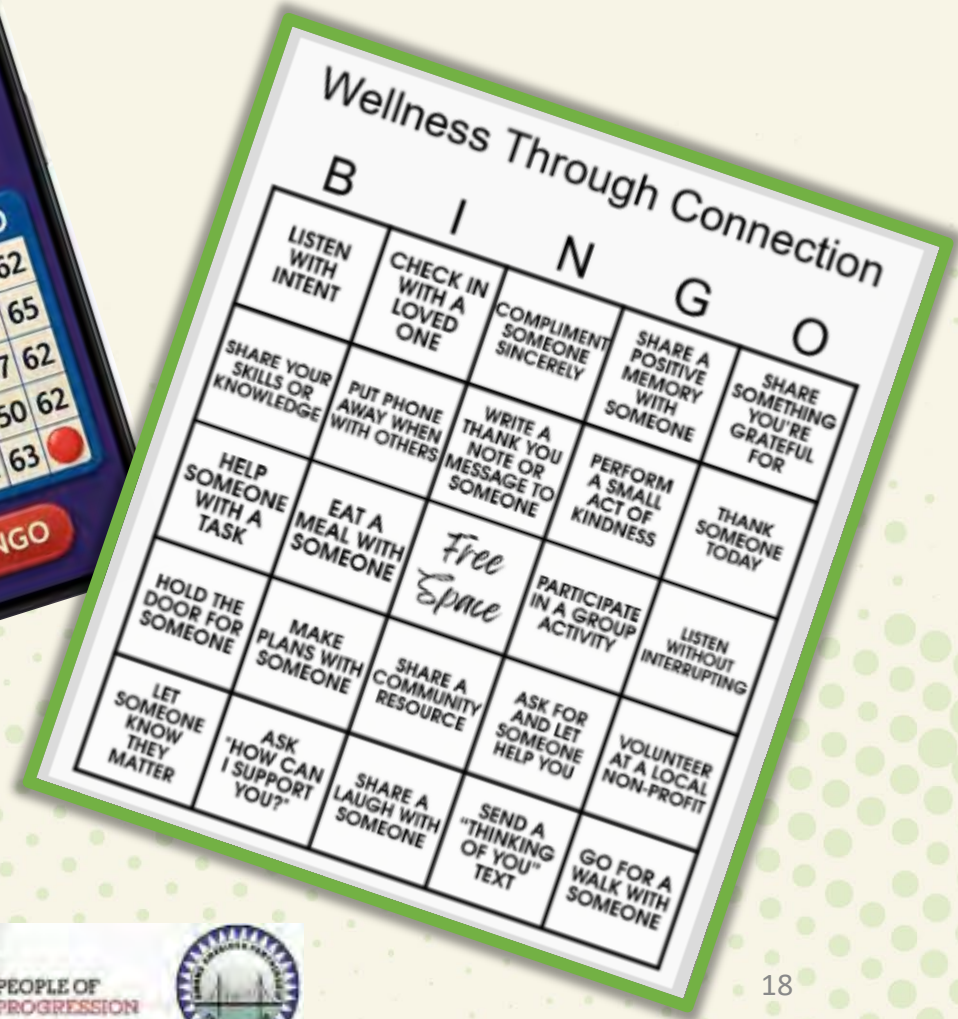 Wellness Through Connection
B I N G O
LISTEN
WITH
INTENT
CHECK IN
WITH A
LOVED
ONE
COMPLIMENT
SOMEONE
SINCERELY
SHARE A
POSITIVE
MEMORY
WITH
SOMEONE
SHARE
SOMETHING
YOU'RE
GRATEFUL
FOR
SHARE YOUR
SKILLS OR
KNOWLEDGE
PUT PHONE
AWAY WHEN
WITH OTHERS
WRITE A
THANK YOU
NOTE OR
MESSAGE TO
SOMEONE
PERFORM
A SMALL
ACT OF
KINDNESS
THANK
SOMEONE
TODAY
HELP
SOMEONE
WITH A
TASK
EAT A
MEAL WITH
SOMEONE
Free
Space
PARTICIPATE
IN A GROUP
ACTIVITY
LISTEN
WITHOUT
INTERRUPTING
HOLD THE
DOOR FOR
SOMEONE
MAKE
PLANS WITH
SOMEONE
SHARE A
COMMUNITY
RESOURCE
ASK FOR
AND LET
SOMEONE
HELP YOU
VOLUNTEER
AT A LOCAL
NON-PROFIT
LET
SOMEONE
KNOW
THEY
MATTER
ASK
"HOW CAN
I SUPPORT
YOU?"
SHARE A
LAUGH WITH
SOMEONE
SEND A
"THINKING
OF YOU"
TEXT
GO FOR A
WALK WITH
SOMEONE
62
65
62
50 62
63
NGO
PEOPLE OF
PROGRESSION
18